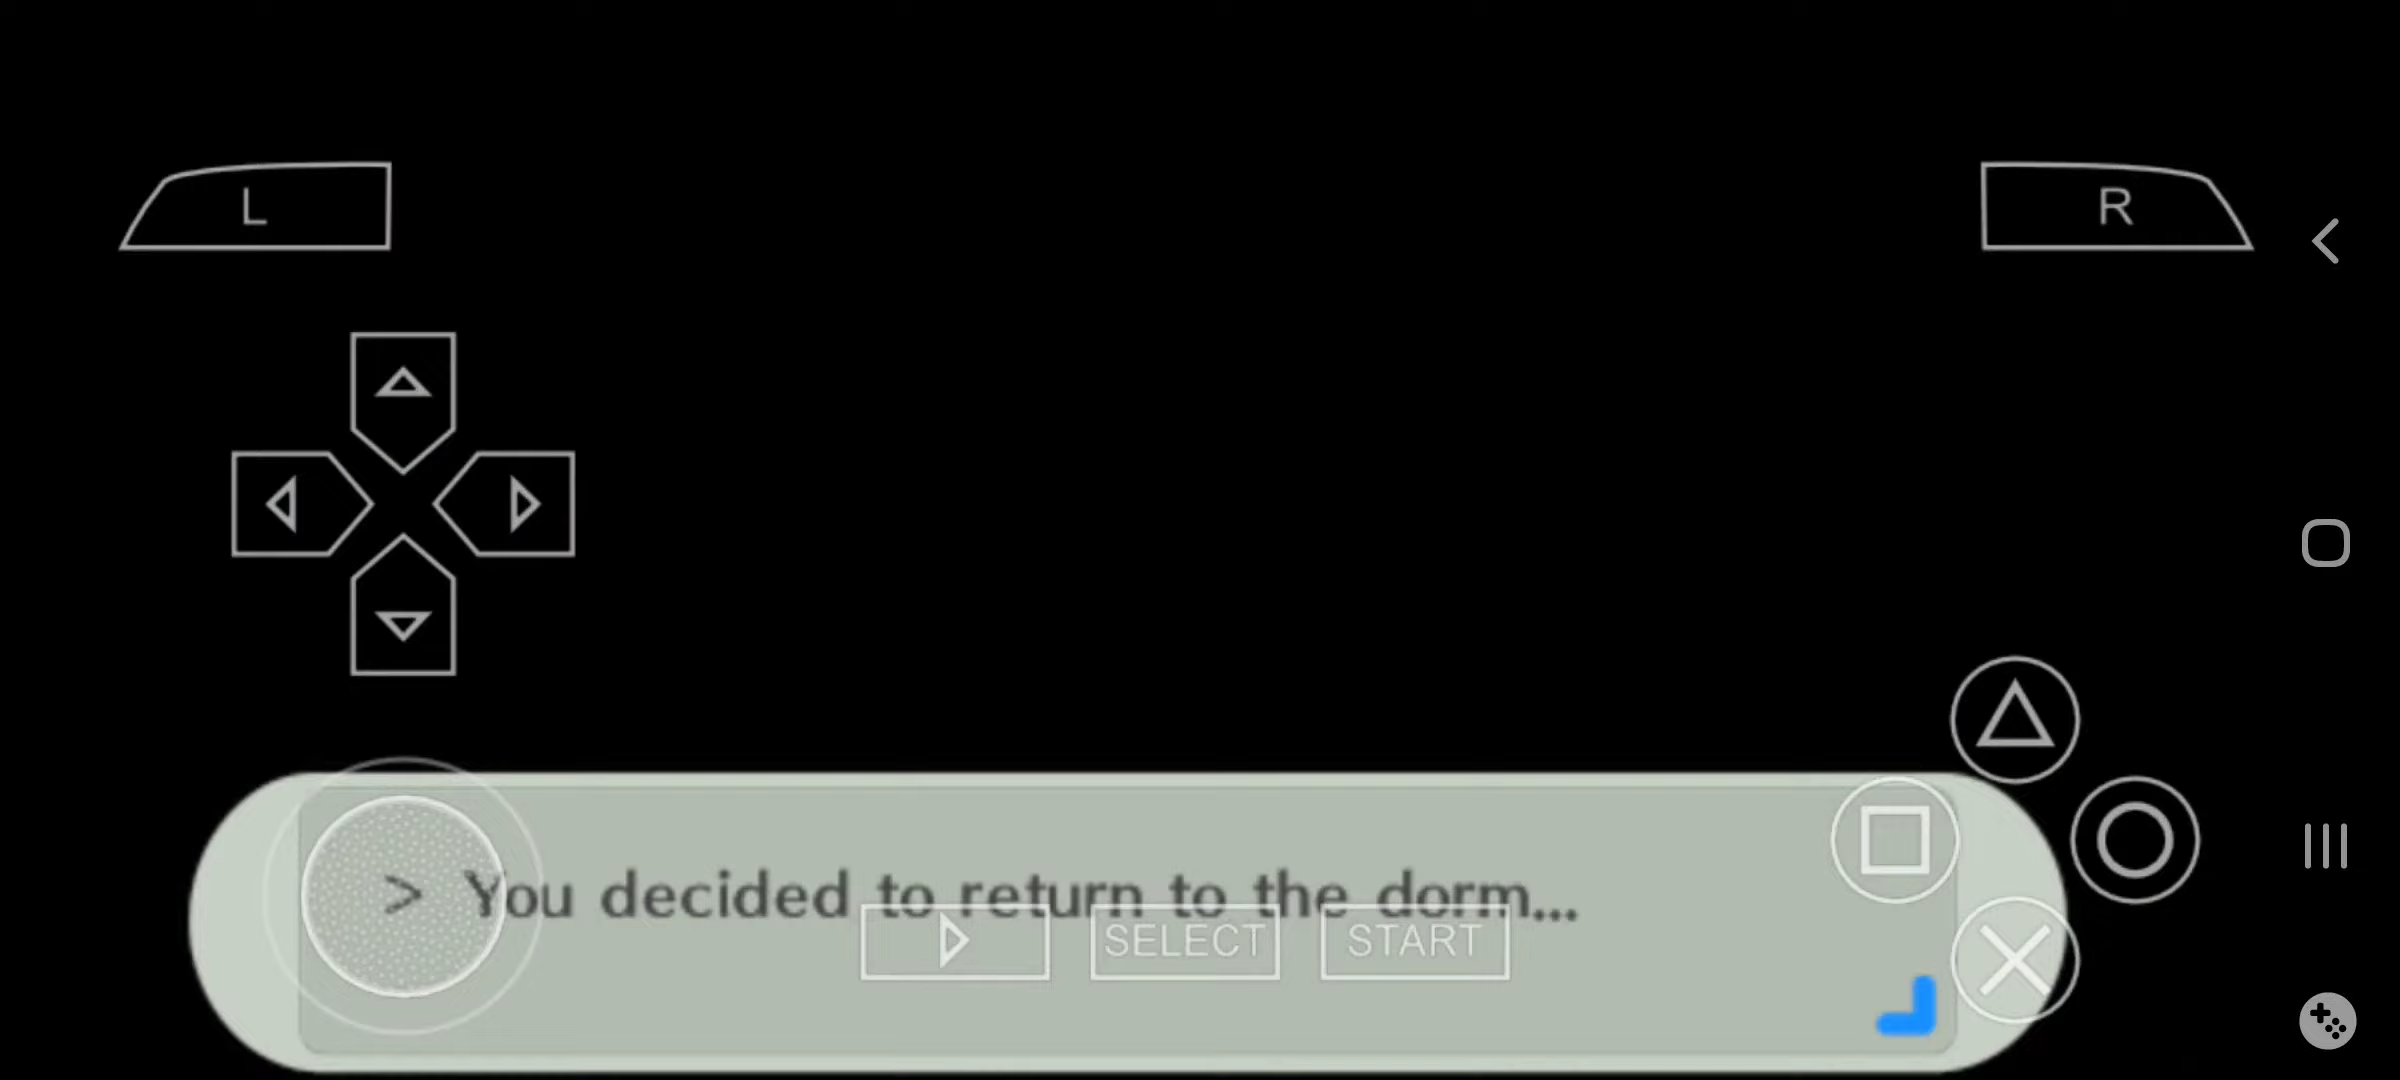 L
R
> You decided to return to the dorm...
SELECT
START